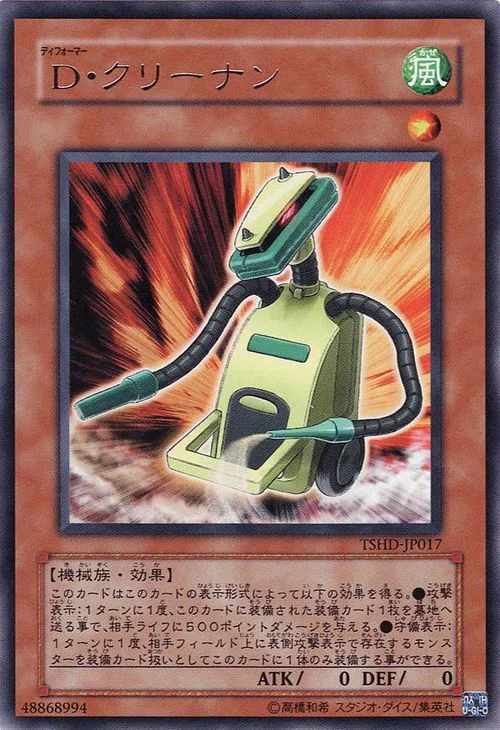 ディフォーマー
D・クリーナン
かぜ
風
TSHD-JP017
【機械族・効果】
このカードはこのカードの表示形式によって以下の効果を得る。●攻撃
表示:1ターンに1度、このカードに装備された装備カード1枚を墓地へ
送る事で、相手ライフに500ポイントダメージを与える。●守備表示:
1ターンに1度、相手フィールド上に表側攻撃表示で存在するモンス
ターを装備カード扱いとしてこのカードに1体のみ装備する事ができる。
ATK/ 0 DEF/ 0
48868994
©高橋和希 スタジオ・ダイス/集英社